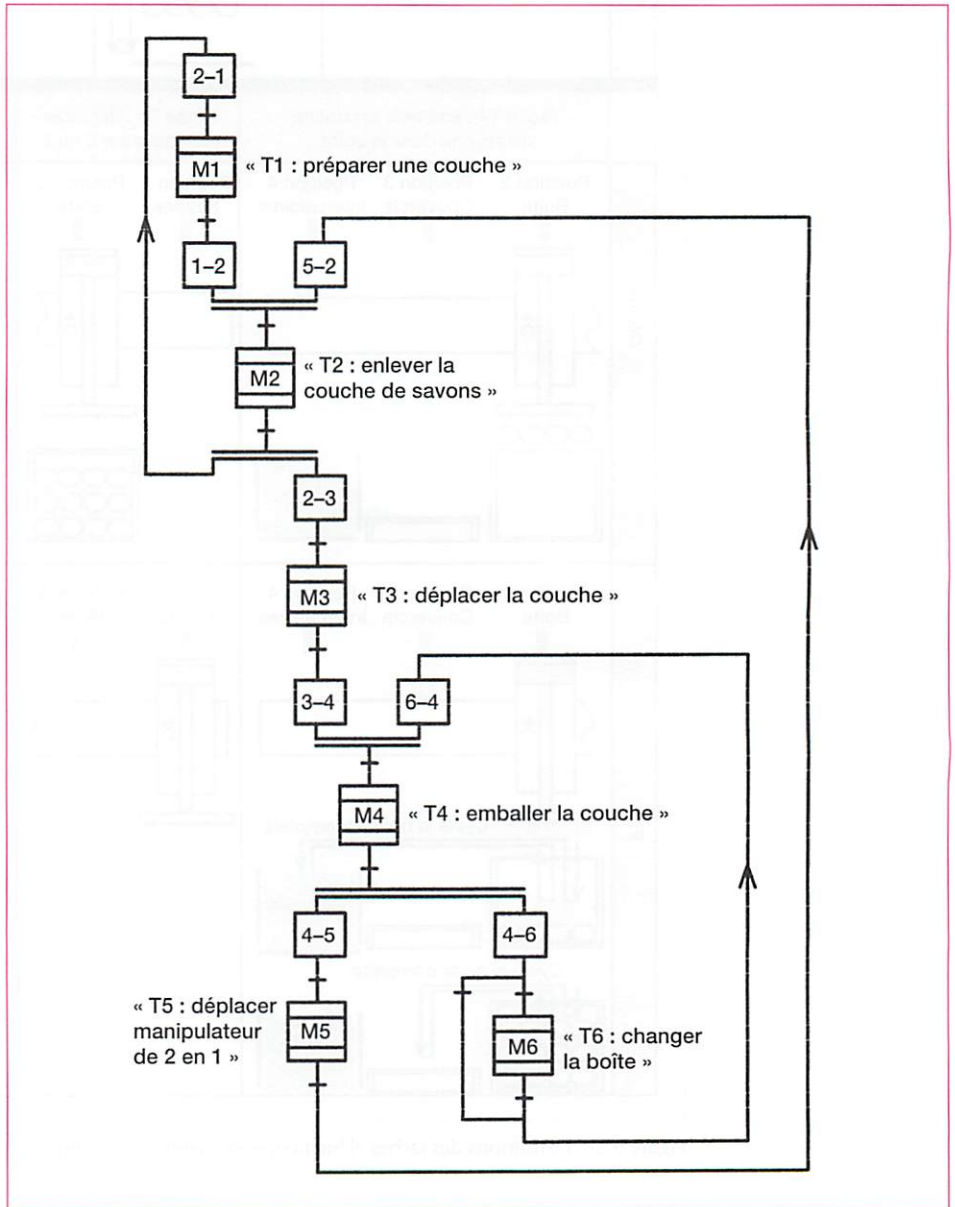 2–1
M1
« T1 : préparer une couche »
1–2
5–2
M2
« T2 : enlever la
couche de savons »
2–3
M3
« T3 : déplacer la couche »
3–4
6–4
M4
« T4 : emballer la couche »
4–5
4–6
« T5 : déplacer
manipulateur
de 2 en 1 »
M5
M6
« T6 : changer
la boîte »